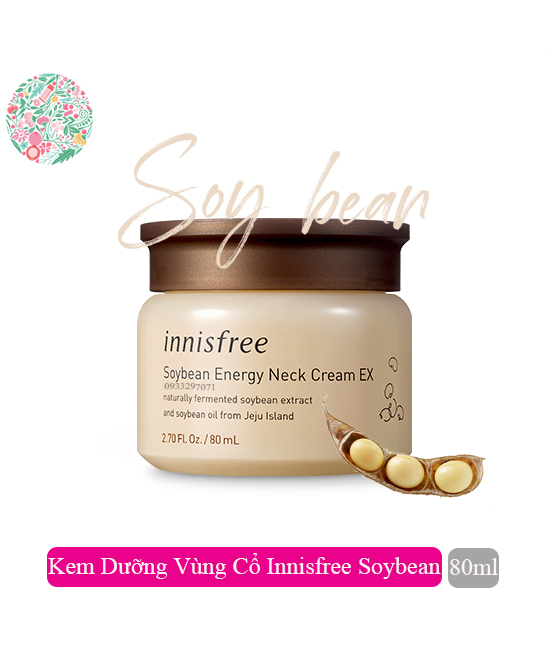 Soy bean
innisfree
Soybean Energy Neck Cream EX
0933297071
naturally fermented soybean extract
and soybean oil from Jeju Island
2.70 FL. Oz. / 80 mL
Kem Dưỡng Vùng Cổ Innisfree Soybean 80ml